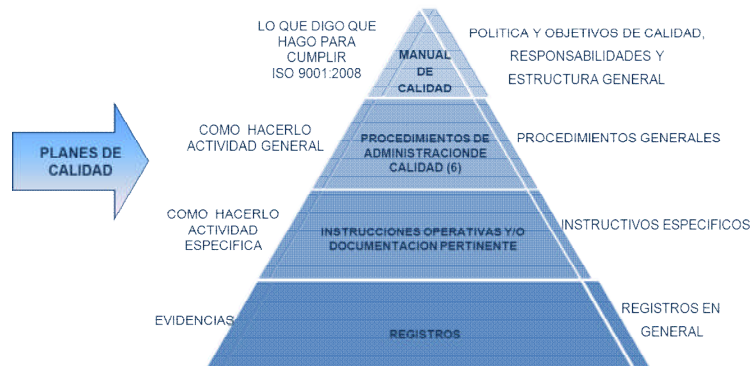 LO QUE DIGO QUE
HAGO PARA
CUMPLIR
ISO 9001:2008
MANUAL
DE
CALIDAD
POLITICA Y OBJETIVOS DE CALIDAD,
RESPONSABILIDADES Y
ESTRUCTURA GENERAL
PLANES DE
CALIDAD
COMO HACERLO
ACTIVIDAD GENERAL
PROCEDIMIENTOS DE
ADMINISTRACIONDE
CALIDAD (6)
PROCEDIMIENTOS GENERALES
COMO HACERLO
ACTIVIDAD
ESPECIFICA
INSTRUCCIONES OPERATIVAS Y/O
DOCUMENTACION PERTINENTE
INSTRUCTIVOS ESPECIFICOS
EVIDENCIAS
REGISTROS
REGISTROS EN
GENERAL